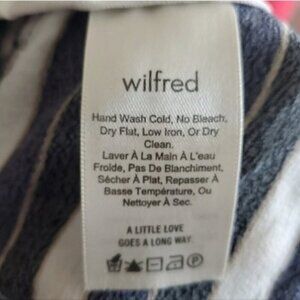 wilfred
Hand Wash Cold, No Bleach,
Dry Flat, Low Iron, Or Dry
Clean.
Laver À La Main À L'eau
Froide, Pas De Blanchiment,
Sécher À Plat, Repasser À
Basse Température, Ou
Nettoyer À Sec.
A LITTLE LOVE
GOES A LONG WAY.